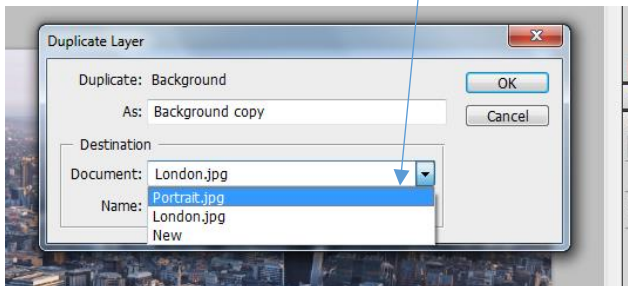 Duplicate Layer
Duplicate: Background
OK
As: Background copy
Cancel
Destination
Document: London.jpg
Name:
Portrait.jpg
London.jpg
New